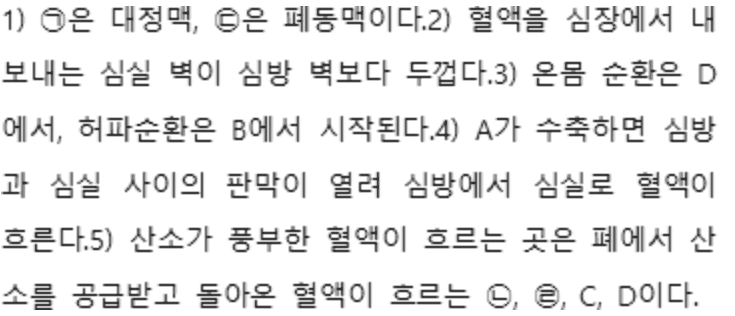 1) ㉠은 대정맥, ㉢은 폐동맥이다.2) 혈액을 심장에서 내
보내는 심실 벽이 심방 벽보다 두껍다.3) 온몸 순환은 D
에서, 허파순환은 B에서 시작된다.4) A가 수축하면 심방
과 심실 사이의 판막이 열려 심방에서 심실로 혈액이
흐른다.5) 산소가 풍부한 혈액이 흐르는 곳은 폐에서 산
소를 공급받고 돌아온 혈액이 흐르는 ㉡, ㉣, C, D이다.